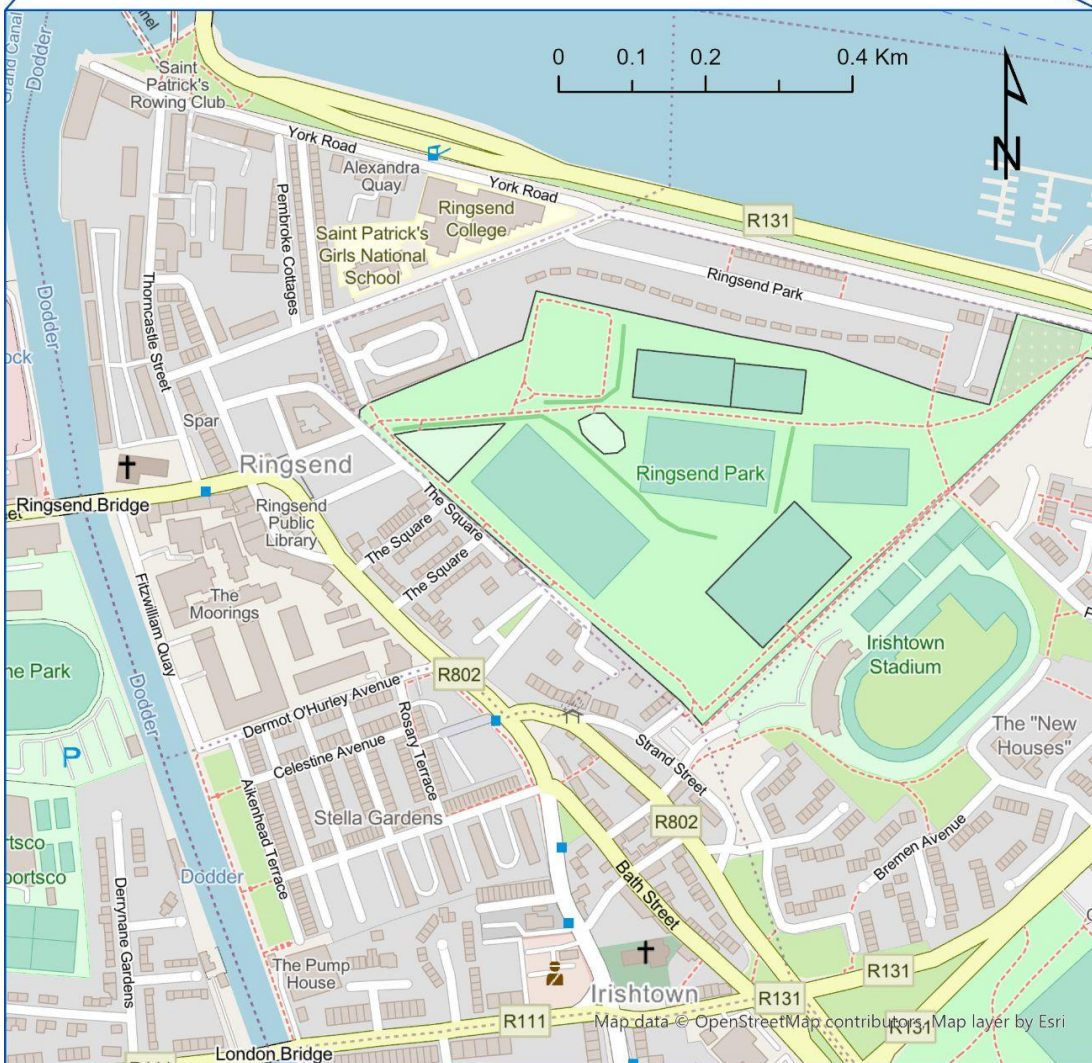 Grand Canal
Dodder
Saint
Patrick's
Rowing Club
0 0.1 0.2 0.4 Km
N
York Road
Alexandra
Quay
York Road
Ringsend
College
R131
Saint Patrick's
Girls National
School
Pembroke Cottages
Ringsend Park
Thorncastle Street
Dodder
Spar
Ringsend
Ringsend Park
Ringsend Bridge
Ringsend
Public
Library
The Square
The Square
The Square
Fitzwilliam Quay
The
Moorings
Irishtown
Stadium
R802
Dodder
Dermot O'Hurley Avenue
Rosary Terrace
Celestine Avenue
P
Strand Street
The "New
Houses"
Aikenhead Terrace
Stella Gardens
R802
Bremen Avenue
Bath Street
Dodder
Derrynane Gardens
The Pump
House
Irishtown
R131
R131
R111
R131
Map data © OpenStreetMap contributors, Map layer by Esri
London Bridge